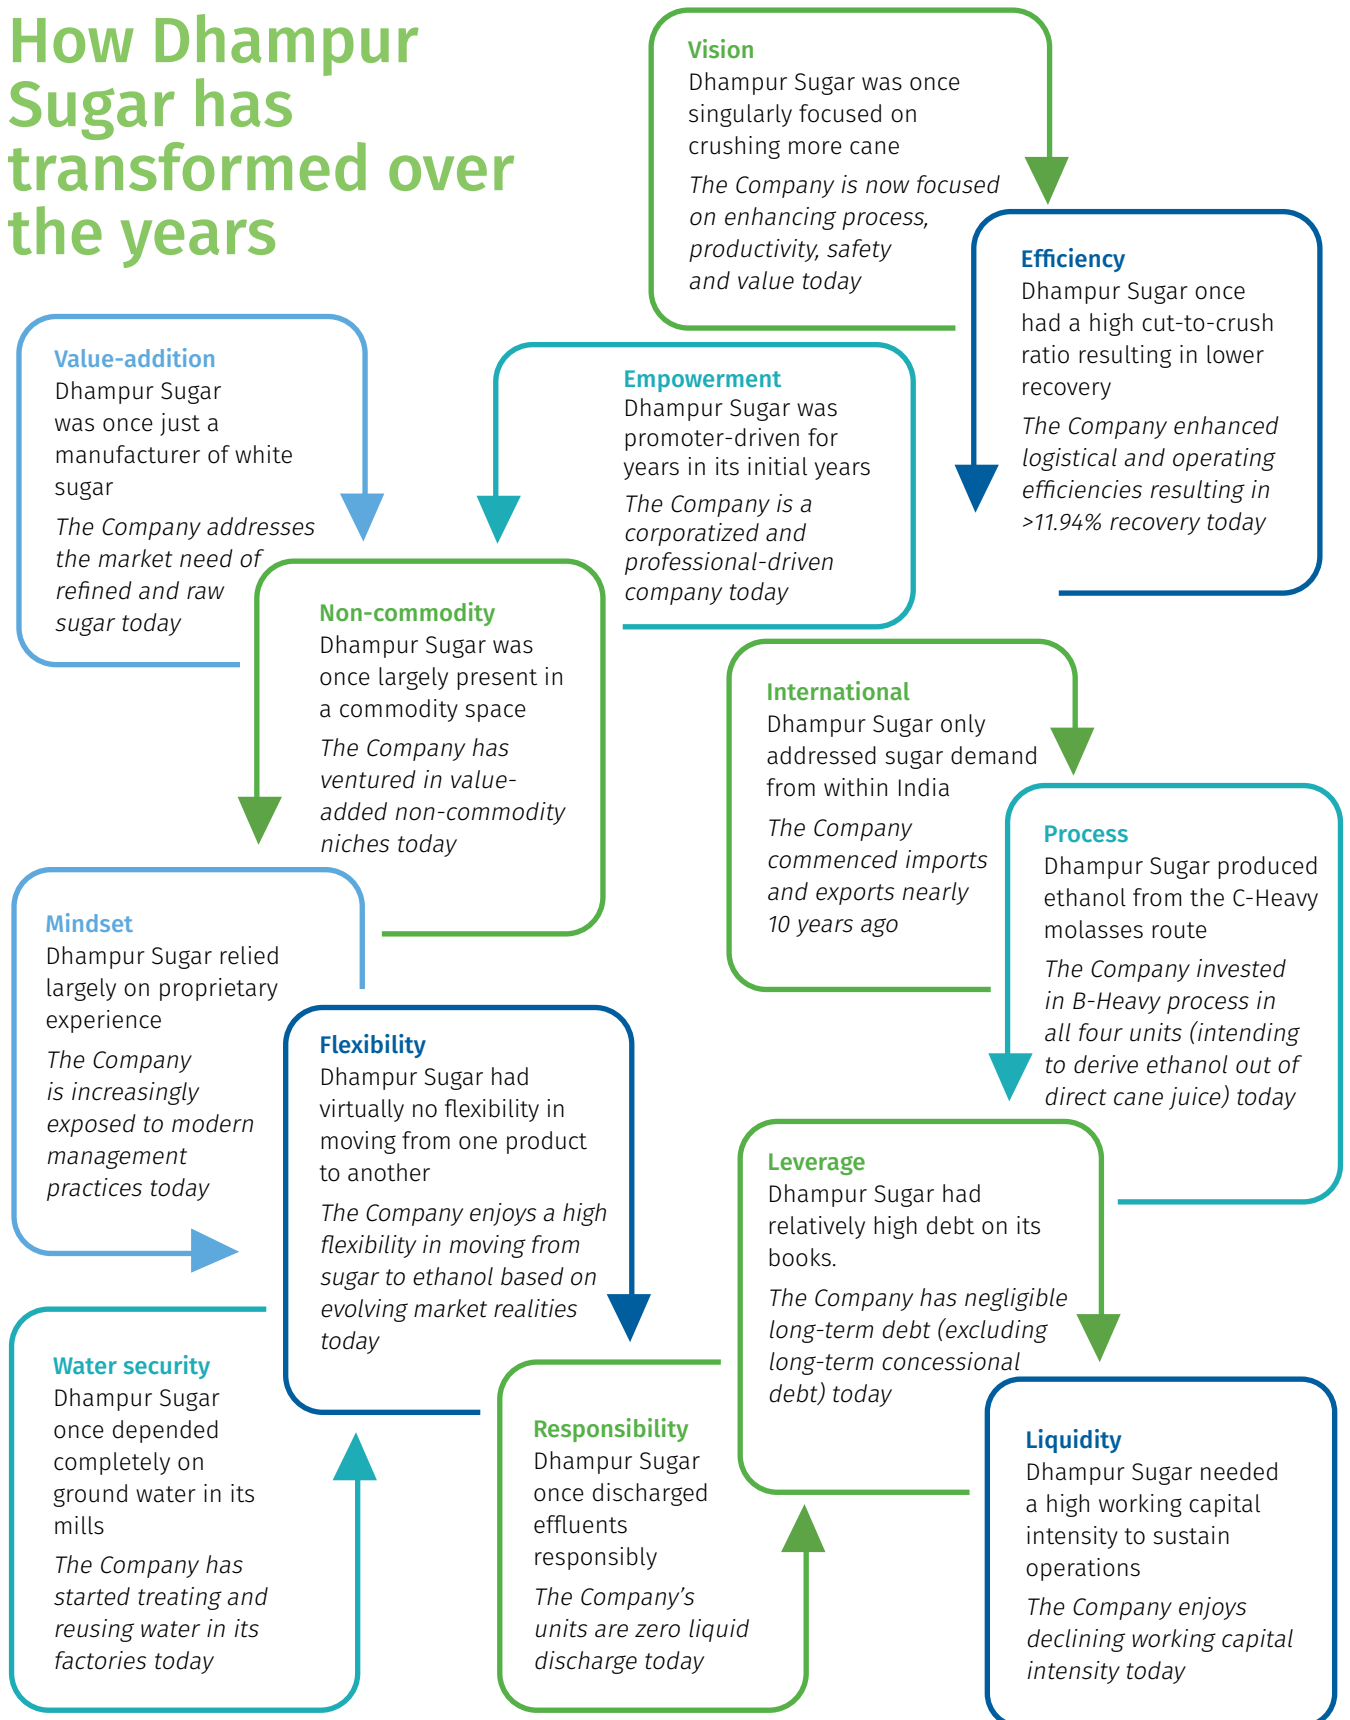 How Dhampur
Sugar has
transformed over
the years
Vision
Dhampur Sugar was once
singularly focused on
crushing more cane
The Company is now focused
on enhancing process,
productivity, safety
and value today
Efficiency
Dhampur Sugar once
had a high cut-to-crush
ratio resulting in lower
recovery
The Company enhanced
logistical and operating
efficiencies resulting in
>11.94% recovery today
Value-addition
Dhampur Sugar
was once just a
manufacturer of white
sugar
The Company addresses
the market need of
refined and raw
sugar today
Empowerment
Dhampur Sugar was
promoter-driven for
years in its initial years
The Company is a
corporatized and
professional-driven
company today
Non-commodity
Dhampur Sugar was
once largely present in
a commodity space
The Company has
ventured in value-
added non-commodity
niches today
International
Dhampur Sugar only
addressed sugar demand
from within India
The Company
commenced imports
and exports nearly
10 years ago
Process
Dhampur Sugar produced
ethanol from the C-Heavy
molasses route
The Company invested
in B-Heavy process in
all four units (intending
to derive ethanol out of
direct cane juice) today
Mindset
Dhampur Sugar relied
largely on proprietary
experience
The Company
is increasingly
exposed to modern
management
practices today
Flexibility
Dhampur Sugar had
virtually no flexibility in
moving from one product
to another
The Company enjoys a high
flexibility in moving from
sugar to ethanol based on
evolving market realities
today
Leverage
Dhampur Sugar had
relatively high debt on its
books.
The Company has negligible
long-term debt (excluding
long-term concessional
debt) today
Water security
Dhampur Sugar
once depended
completely on
ground water in its
mills
The Company has
started treating and
reusing water in its
factories today
Responsibility
Dhampur Sugar
once discharged
effluents
responsibly
The Company's
units are zero liquid
discharge today
Liquidity
Dhampur Sugar needed
a high working capital
intensity to sustain
operations
The Company enjoys
declining working capital
intensity today